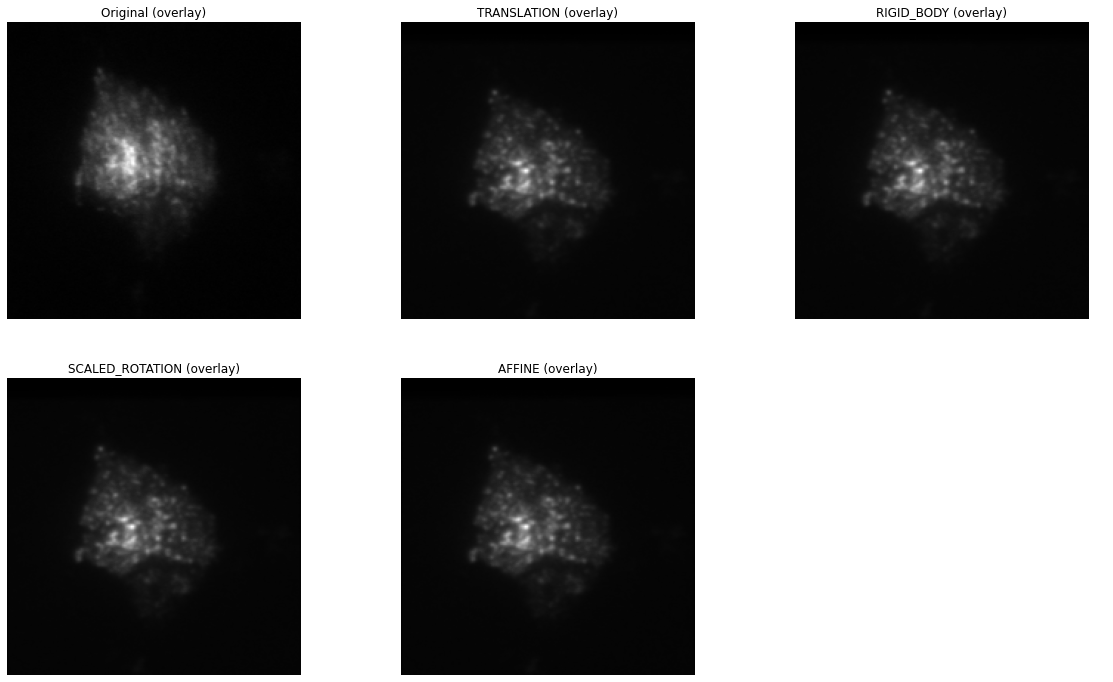 Original (overlay)
TRANSLATION (overlay)
RIGID_BODY (overlay)
SCALED_ROTATION (overlay)
AFFINE (overlay)